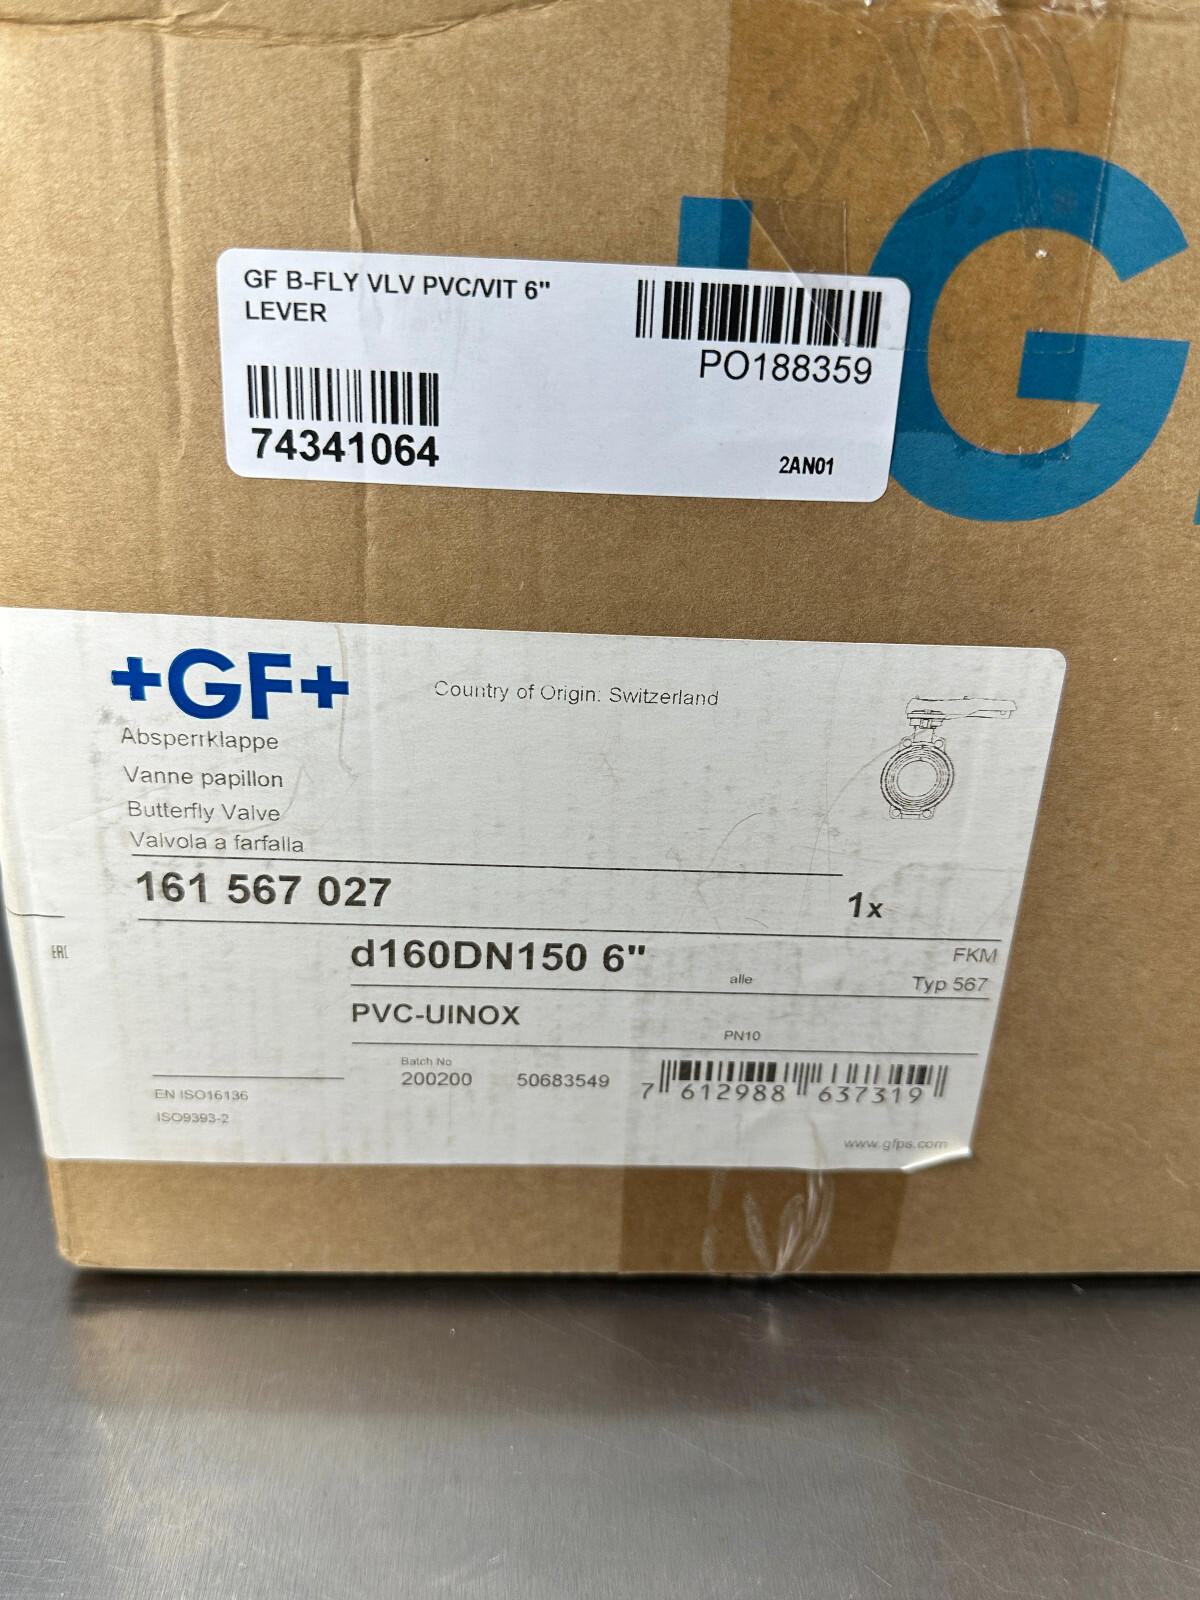 GF B-FLY VLV PVC/VIT 6"
LEVER
PO188359
74341064
2AN01
G
+GF+
Country of Origin: Switzerland
Absperrklappe
Vanne papillon
Butterfly Valve
Valvola a farfalla
161 567 027
1x
EAC
d160DN150 6"
alle
FKM
Typ 567
PVC-UINOX
PN10
Batch No
200200 50683549
7 612988 637319
EN ISO16136
ISO9393-2
www.gfps.com